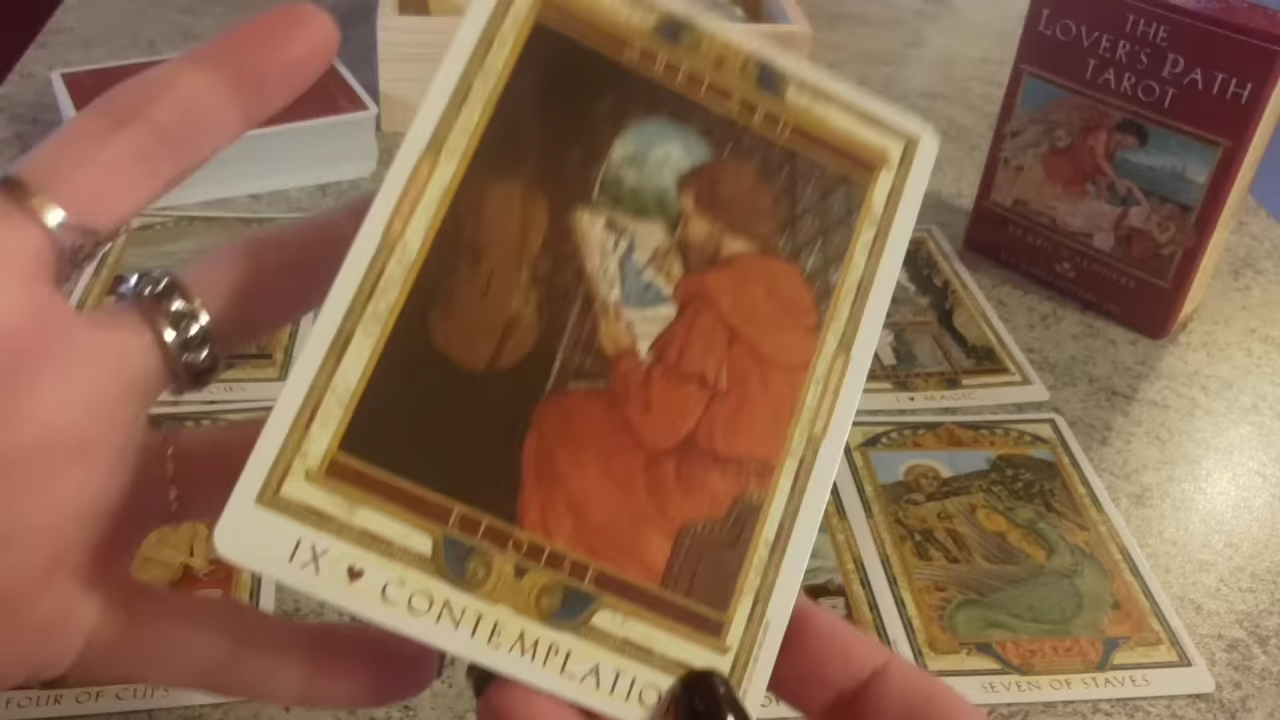 THE
LOVER'S PATH
TAROT
I ♥ MAGIC
IX ♥ CONTEMPLATIO
FOUR OF CUPS
SEVEN OF STAVES